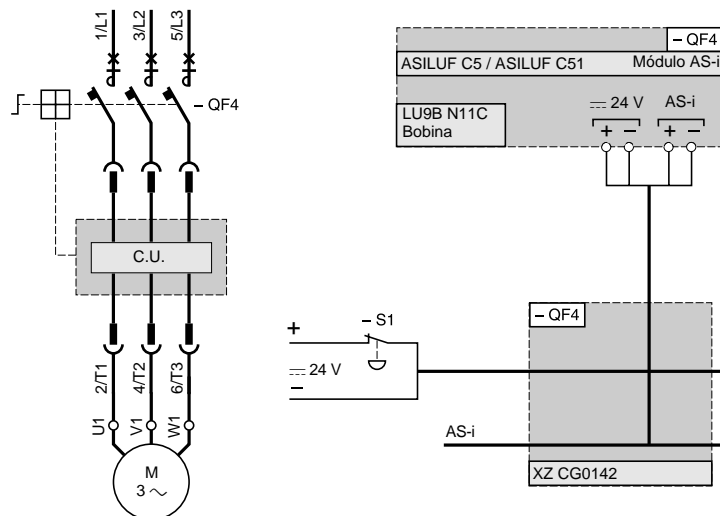 1/L1
3/L2
5/L3
– QF4
C.U.
2/T1
4/T2
6/T3
U1
V1
W1
M
3 ~
– QF4
ASILUF C5 / ASILUF C51 Módulo AS-i
LU9B N11C
Bobina
24 V AS-i
+ – + –
– S1
+
24 V
–
– QF4
AS-i
XZ CG0142